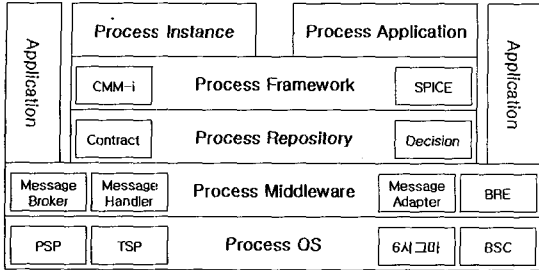 Application
Process Instance
Process Application
Application
CMM-i
Process Framework
SPICE
Contract
Process Repository
Decision
Message
Broker
Message
Handler
Process Middleware
Message
Adapter
BRE
PSP
TSP
Process OS
6시그마
BSC